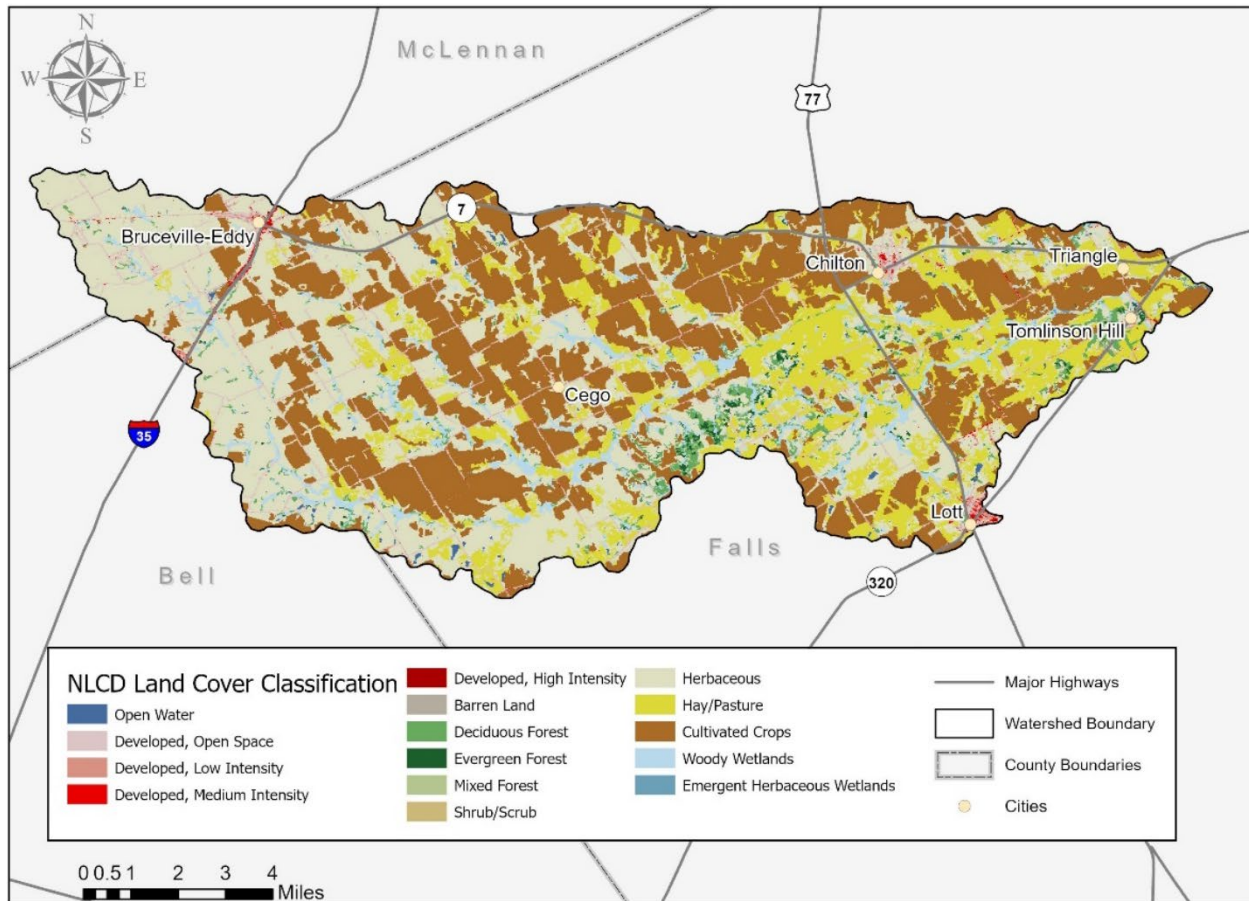 N
W E
S
McLennan
77
7
Bruceville-Eddy
Chilton
Triangle
Tomlinson Hill
Cego
35
Lott
Falls
Bell
320
NLCD Land Cover Classification
Open Water
Developed, Open Space
Developed, Low Intensity
Developed, Medium Intensity
Developed, High Intensity
Barren Land
Deciduous Forest
Evergreen Forest
Mixed Forest
Shrub/Scrub
Herbaceous
Hay/Pasture
Cultivated Crops
Woody Wetlands
Emergent Herbaceous Wetlands
Major Highways
Watershed Boundary
County Boundaries
Cities
0 0.5 1 2 3 4
Miles